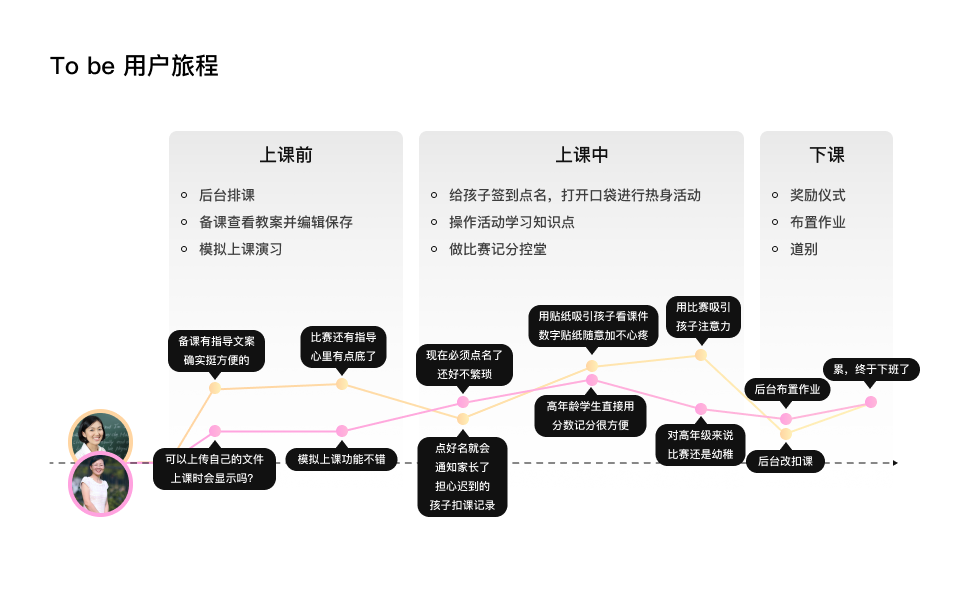 To be 用户旅程
上课前
后台排课
备课查看教案并编辑保存
模拟上课演习
上课中
给孩子签到点名，打开口袋进行热身活动
操作活动学习知识点
做比赛记分控堂
下课
奖励仪式
布置作业
道别
备课有指导文案
确实挺方便的
比赛还有指导
心里有点底了
现在必须点名了
还好不繁琐
用贴纸吸引孩子看课件
数字贴纸随意加不心疼
用比赛吸引
孩子注意力
后台布置作业
累，终于下班了
可以上传自己的文件
上课时会显示吗？
模拟上课功能不错
点好名就会
通知家长了
担心迟到的
孩子扣课记录
高年龄学生直接用
分数记分很方便
对高年级来说
比赛还是幼稚
后台改扣课